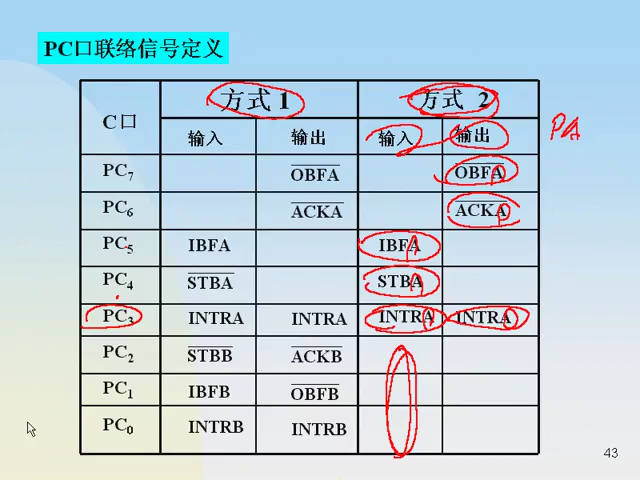 PC口联络信号定义
C口 方式 1 方式 2
输入 输出 输入 输出
PA
PC7 OBFA OBFA
PC6 ACKA ACKA
PC5 IBFA IBFA
PC4 STBA STBA
PC3 INTRA INTRA INTRA INTRA
PC2 STBB ACKB
PC1 IBFB OBFB
PC0 INTRB INTRB
43